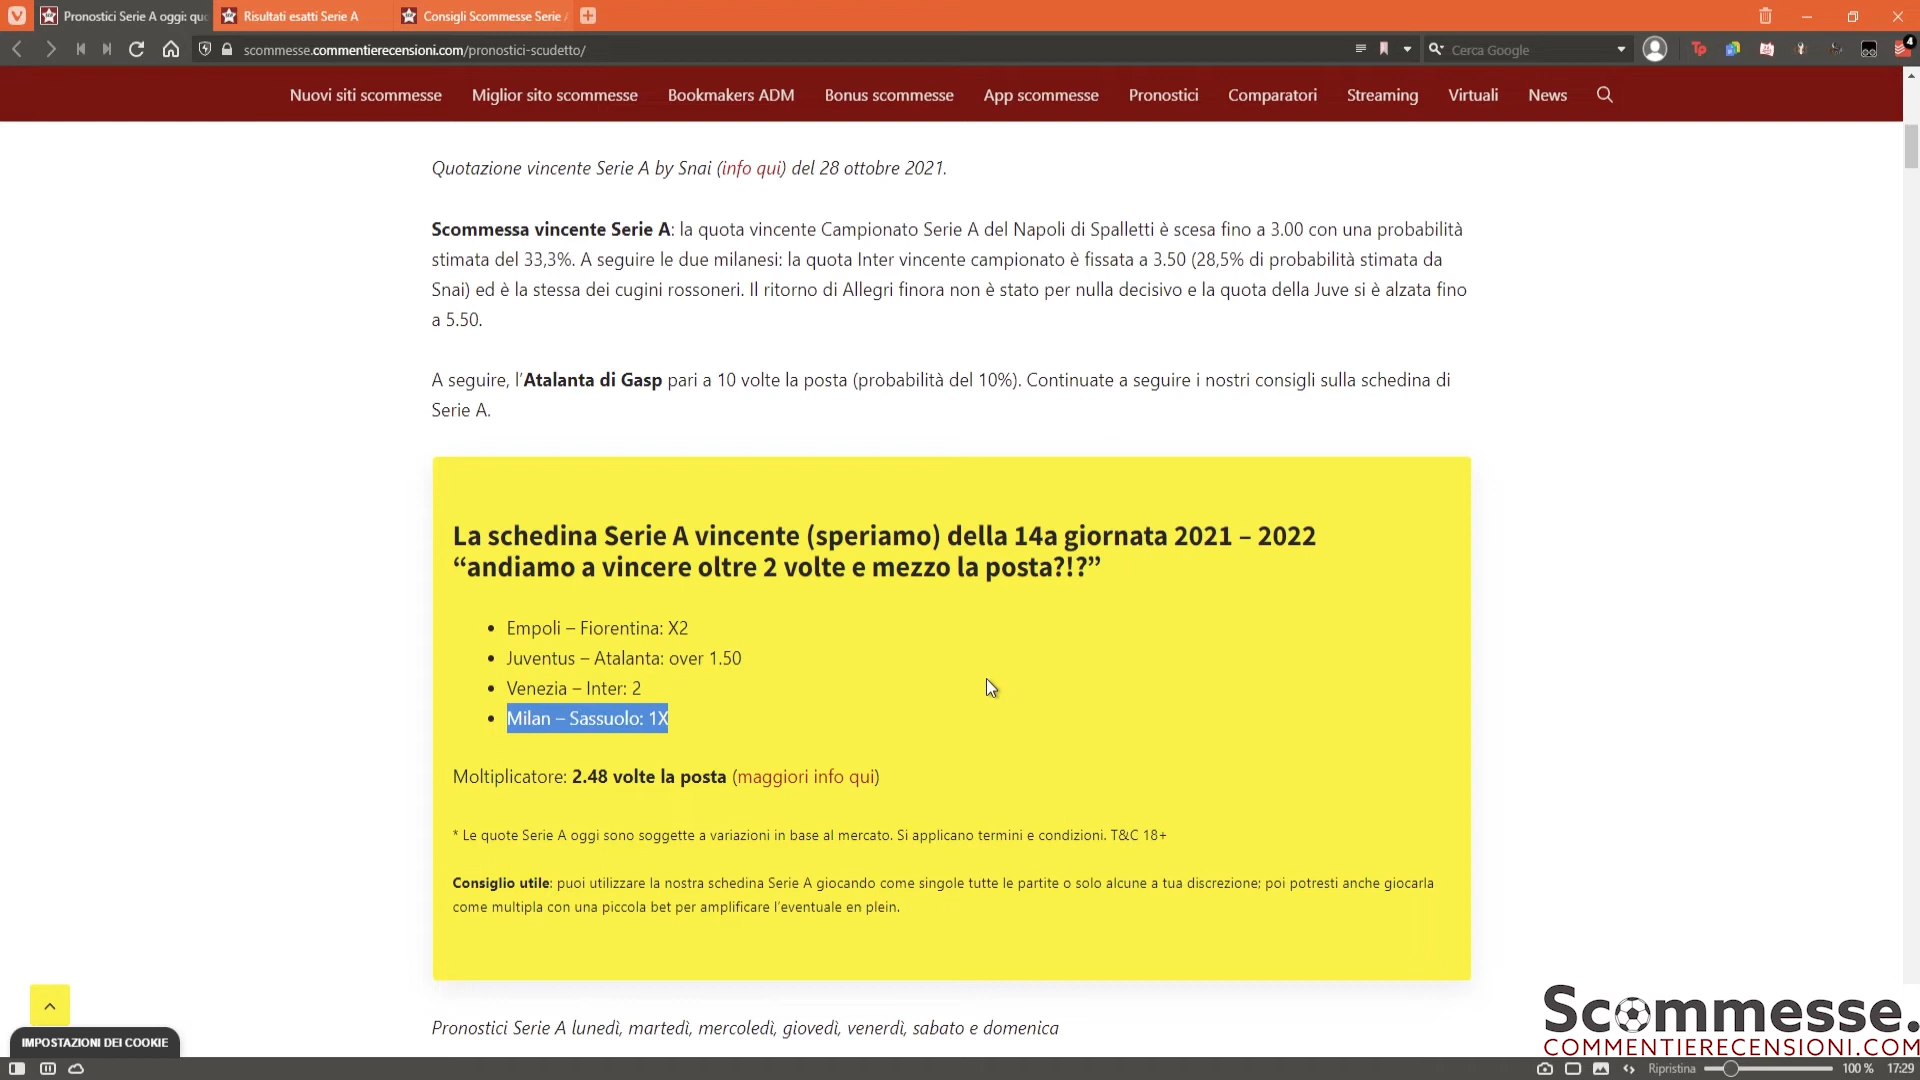 Pronostici Serie A oggi: quo
Risultati esatti Serie A
Consigli Scommesse Serie A
scommesse.commentierecensioni.com/pronostici-scudetto/
Cerca Google
4
Nuovi siti scommesse
Miglior sito scommesse
Bookmakers ADM
Bonus scommesse
App scommesse
Pronostici
Comparatori
Streaming
Virtuali
News
Quotazione vincente Serie A by Snai (info qui) del 28 ottobre 2021.
Scommessa vincente Serie A: la quota vincente Campionato Serie A del Napoli di Spalletti è scesa fino a 3.00 con una probabilità
stimata del 33,3%. A seguire le due milanesi: la quota Inter vincente campionato è fissata a 3.50 (28,5% di probabilità stimata da
Snai) ed è la stessa dei cugini rossoneri. Il ritorno di Allegri finora non è stato per nulla decisivo e la quota della Juve si è alzata fino
a 5.50.
A seguire, l'Atalanta di Gasp pari a 10 volte la posta (probabilità del 10%). Continuate a seguire i nostri consigli sulla schedina di
Serie A.
La schedina Serie A vincente (speriamo) della 14a giornata 2021 – 2022
“andiamo a vincere oltre 2 volte e mezzo la posta?!?”
• Empoli – Fiorentina: X2
• Juventus – Atalanta: over 1.50
• Venezia – Inter: 2
• Milan – Sassuolo: 1X
Moltiplicatore: 2.48 volte la posta (maggiori info qui)
* Le quote Serie A oggi sono soggette a variazioni in base al mercato. Si applicano termini e condizioni. T&C 18+
Consiglio utile: puoi utilizzare la nostra schedina Serie A giocando come singole tutte le partite o solo alcune a tua discrezione; poi potresti anche giocarla
come multipla con una piccola bet per amplificare l'eventuale en plein.
Pronostici Serie A lunedì, martedì, mercoledì, giovedì, venerdì, sabato e domenica
IMPOSTAZIONI DEI COOKIE
Scommesse.
COMMENTIERECENSIONI.COM
Ripristina
100 %
17:29